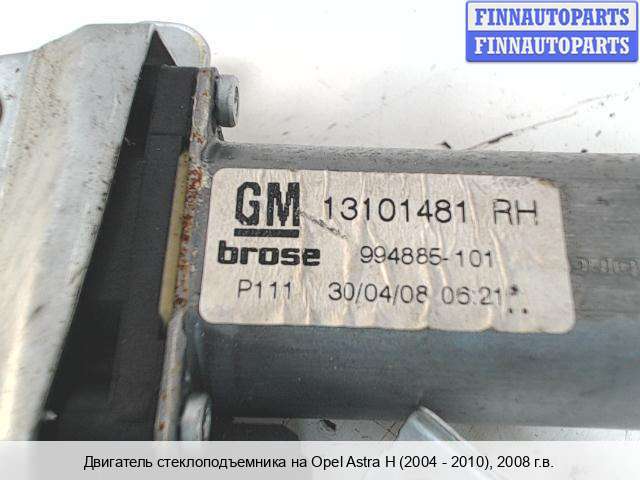 FINNAUTOPARTS
FINNAUTOPARTS
GM 13101481 RH
brose 994885-101
P111 30/04/08 06:21
Двигатель стеклоподъемника на Opel Astra H (2004 - 2010), 2008 г.в.